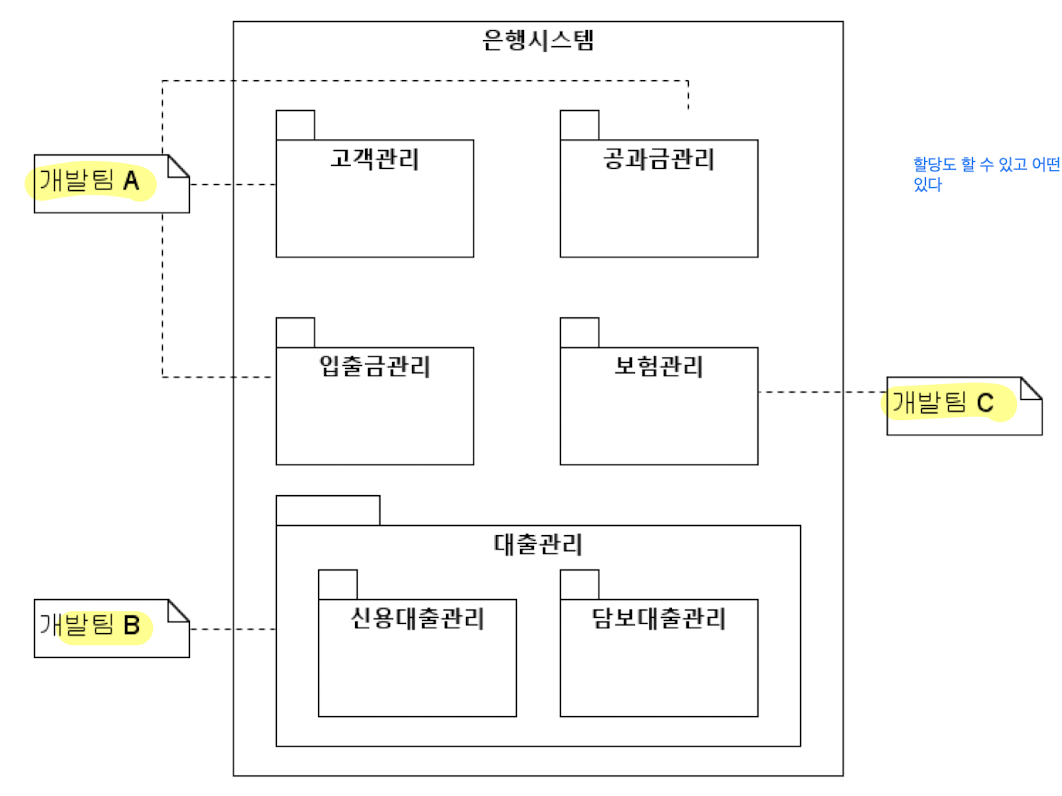 은행시스템
고객관리
공과금관리
개발팀 A
할당도 할 수 있고 어떤
있다
입출금관리
보험관리
개발팀 C
대출관리
신용대출관리
담보대출관리
개발팀 B